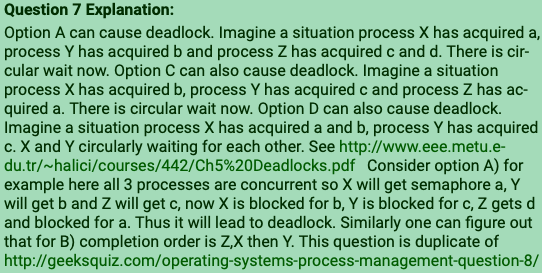 Question 7 Explanation:
Option A can cause deadlock. Imagine a situation process X has acquired a,
process Y has acquired b and process Z has acquired c and d. There is cir-
cular wait now. Option C can also cause deadlock. Imagine a situation
process X has acquired b, process Y has acquired c and process Z has ac-
quired a. There is circular wait now. Option D can also cause deadlock.
Imagine a situation process X has acquired a and b, process Y has acquired
c. X and Y circularly waiting for each other. See http://www.eee.metu.e-
du.tr/~halici/courses/442/Ch5%20Deadlocks.pdf Consider option A) for
example here all 3 processes are concurrent so X will get semaphore a, Y
will get b and Z will get c, now X is blocked for b, Y is blocked for c, Z gets d
and blocked for a. Thus it will lead to deadlock. Similarly one can figure out
that for B) completion order is Z,X then Y. This question is duplicate of
http://geeksquiz.com/operating-systems-process-management-question-8/